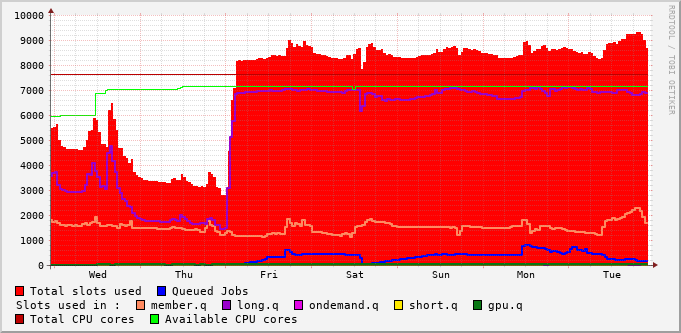 RRDTOOL / TOBI OETIKER
10000
9000
8000
7000
6000
5000
4000
3000
2000
1000
0
Wed Thu Fri Sat Sun Mon Tue
Total slots used Queued Jobs
Slots used in : member.q long.q ondemand.q short.q gpu.q
Total CPU cores Available CPU cores